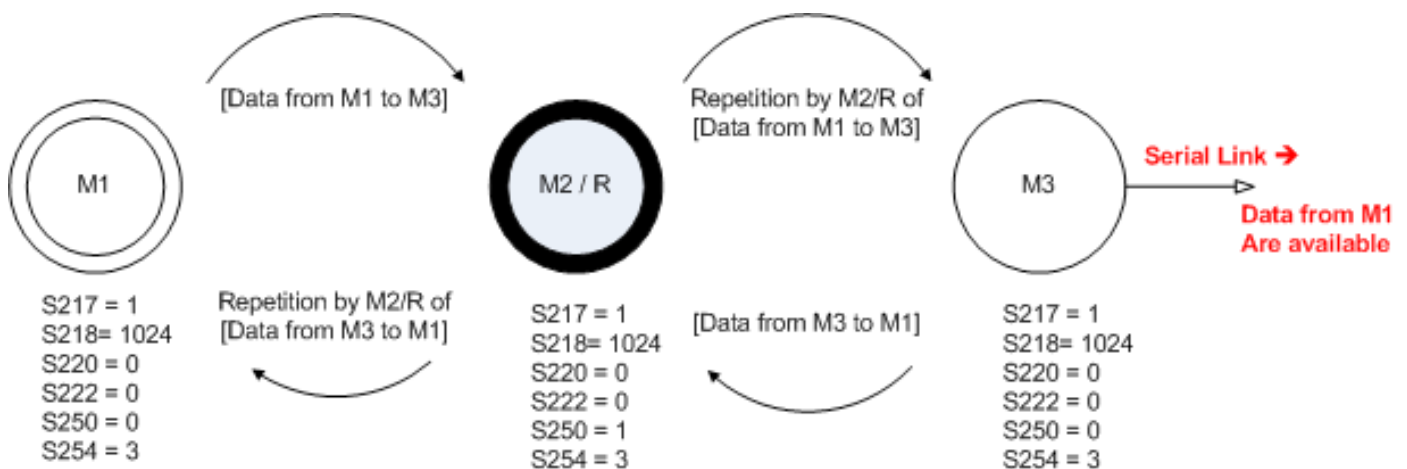 [Data from M1 to M3]
Repetition by M2/R of
[Data from M1 to M3]
M1
M2 / R
M3
Serial Link →
Data from M1
Are available
S217 = 1
S218= 1024
S220 = 0
S222 = 0
S250 = 0
S254 = 3
Repetition by M2/R of
[Data from M3 to M1]
S217 = 1
S218= 1024
S220 = 0
S222 = 0
S250 = 1
S254 = 3
[Data from M3 to M1]
S217 = 1
S218= 1024
S220 = 0
S222 = 0
S250 = 0
S254 = 3